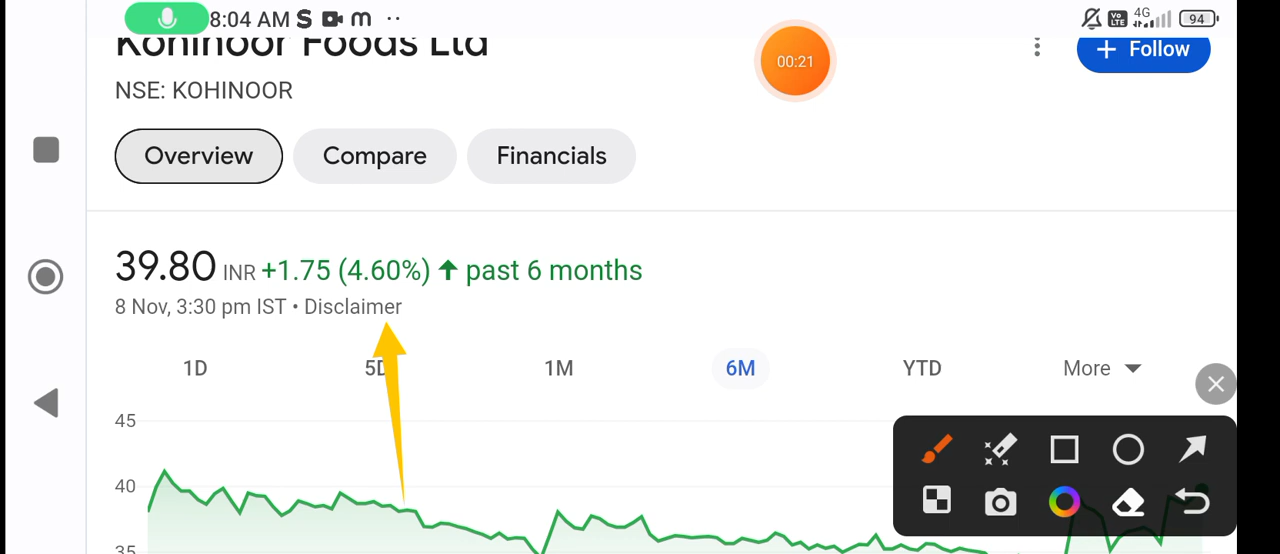 8:04 AM
4G
94
Kohinoor Foods Ltd
00:21
+ Follow
NSE: KOHINOOR
Overview
Compare
Financials
39.80 INR +1.75 (4.60%) ↑ past 6 months
8 Nov, 3:30 pm IST • Disclaimer
1D
5D
1M
6M
YTD
More
45
40
35